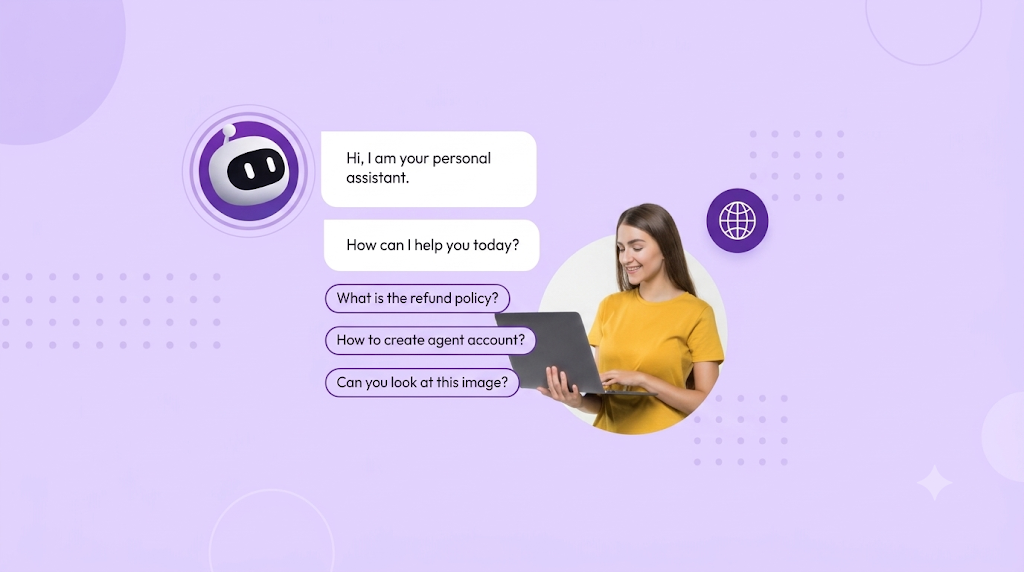 Hi, I am your personal
assistant.
How can I help you today?
What is the refund policy?
How to create agent account?
Can you look at this image?